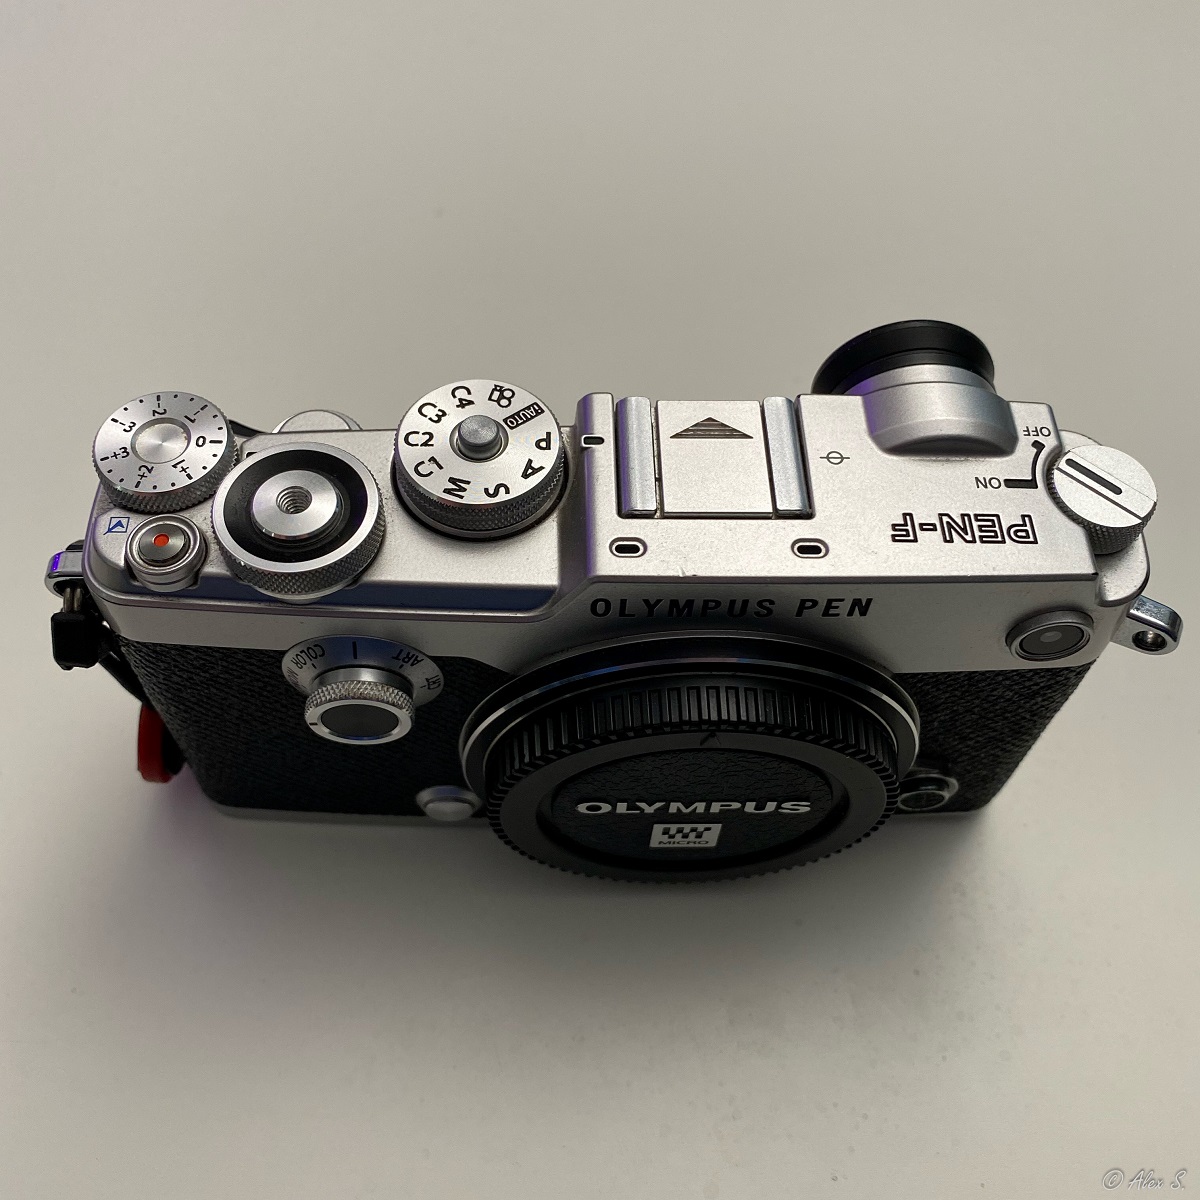 -3 -2 -1 0 +1 +2 +3
C4
C3
C2
C1
M
S
A
P
iAUTO
OFF
ON
PEN-F
OLYMPUS PEN
COLOR
ART
OLYMPUS
MICRO
© Alex S.